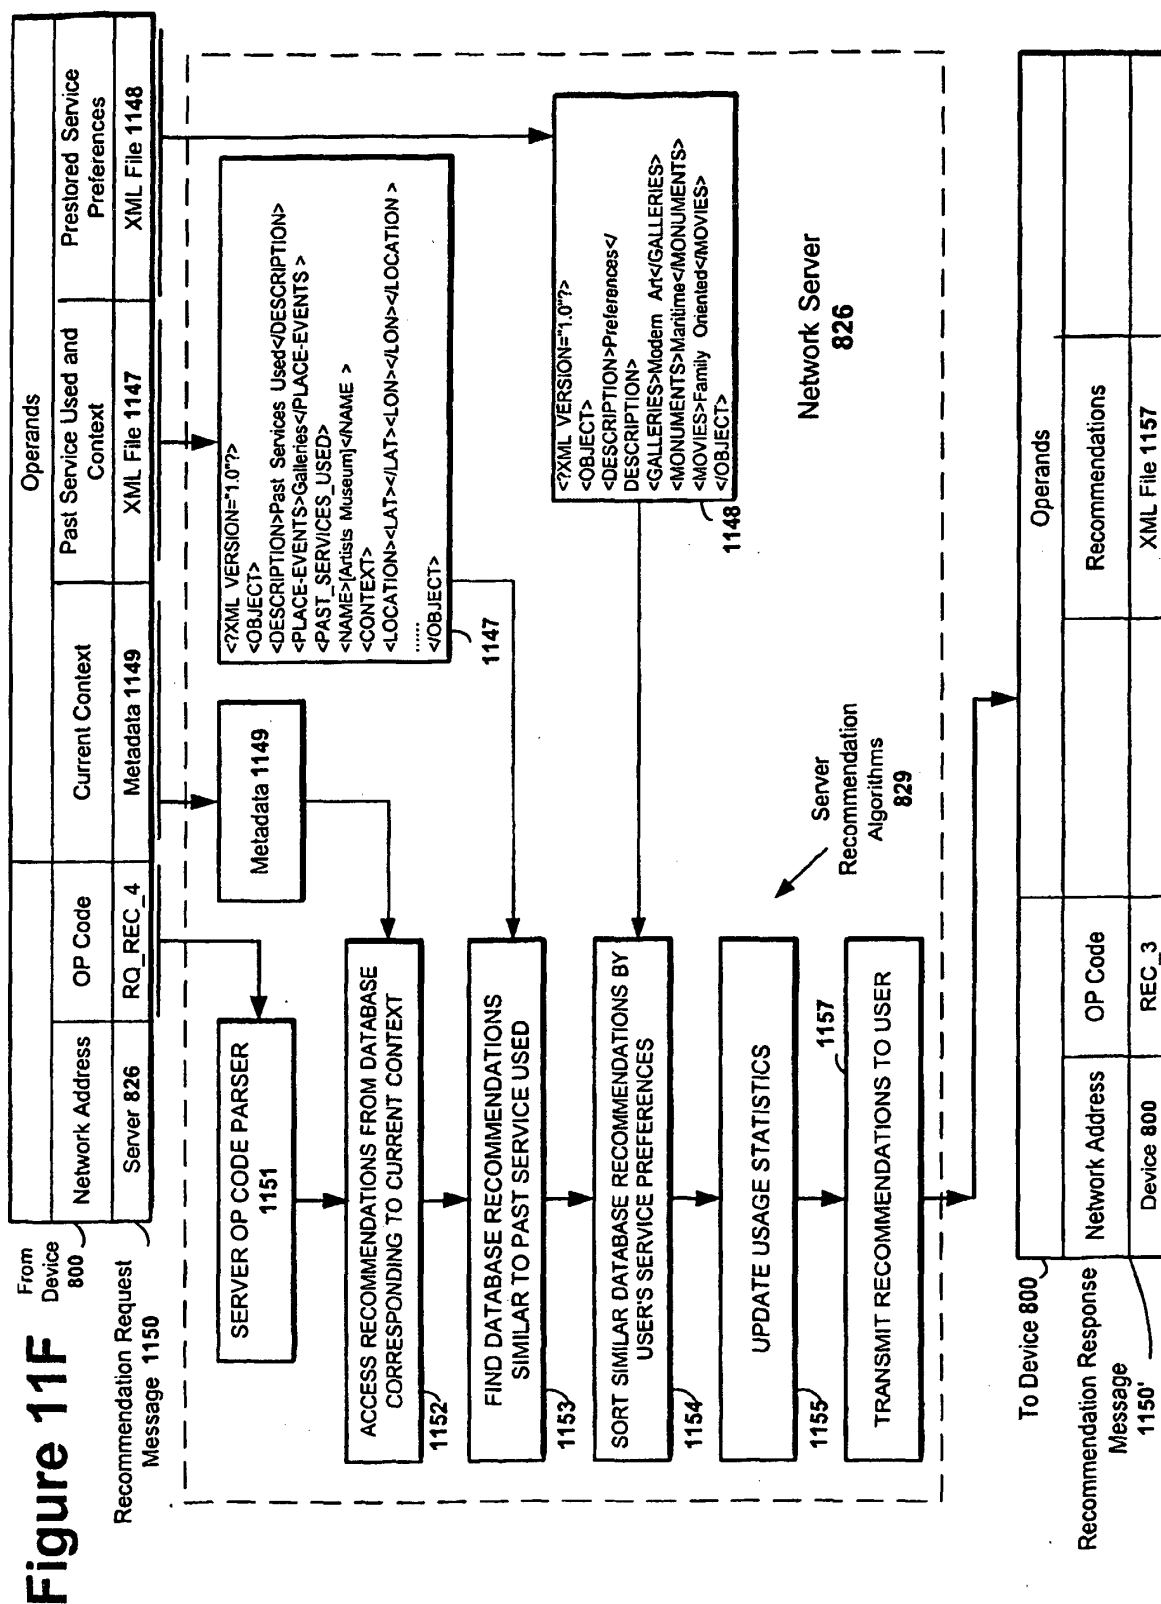 Figure 11F
From
Device
800
Recommendation Request
Message 1150
Operands
Network Address
OP Code
Current Context
Past Service Used and
Context
Prestored Service
Preferences
Server 826
RQ_REC_4
Metadata 1149
XML File 1147
XML File 1148
SERVER OP CODE PARSER
1151
Metadata 1149
<?XML VERSION="1.0"?>
<OBJECT>
<DESCRIPTION>Past Services Used</DESCRIPTION>
<PLACE-EVENTS>Galleries</PLACE-EVENTS >
<PAST_SERVICES_USED>
<NAME>[Artists Museum]</NAME >
<CONTEXT>
<LOCATION><LAT></LAT><LON></LON></LOCATION >
......
</OBJECT>
1147
ACCESS RECOMMENDATIONS FROM DATABASE
CORRESPONDING TO CURRENT CONTEXT
1152
FIND DATABASE RECOMMENDATIONS
SIMILAR TO PAST SERVICE USED
1153
<?XML VERSION="1.0"?>
<OBJECT>
<DESCRIPTION>Preferences</
DESCRIPTION>
<GALLERIES>Modern Art</GALLERIES>
<MONUMENTS>Maritime</MONUMENTS>
<MOVIES>Family Oriented</MOVIES>
</OBJECT>
1148
SORT SIMILAR DATABASE RECOMMENDATIONS BY
USER'S SERVICE PREFERENCES
1154
UPDATE USAGE STATISTICS
1155
Server
Recommendation
Algorithms
829
Network Server
826
1157
TRANSMIT RECOMMENDATIONS TO USER
To Device 800
Recommendation Response
Message
1150'
Operands
Network Address
OP Code
Recommendations
Device 800
REC_3
XML File 1157